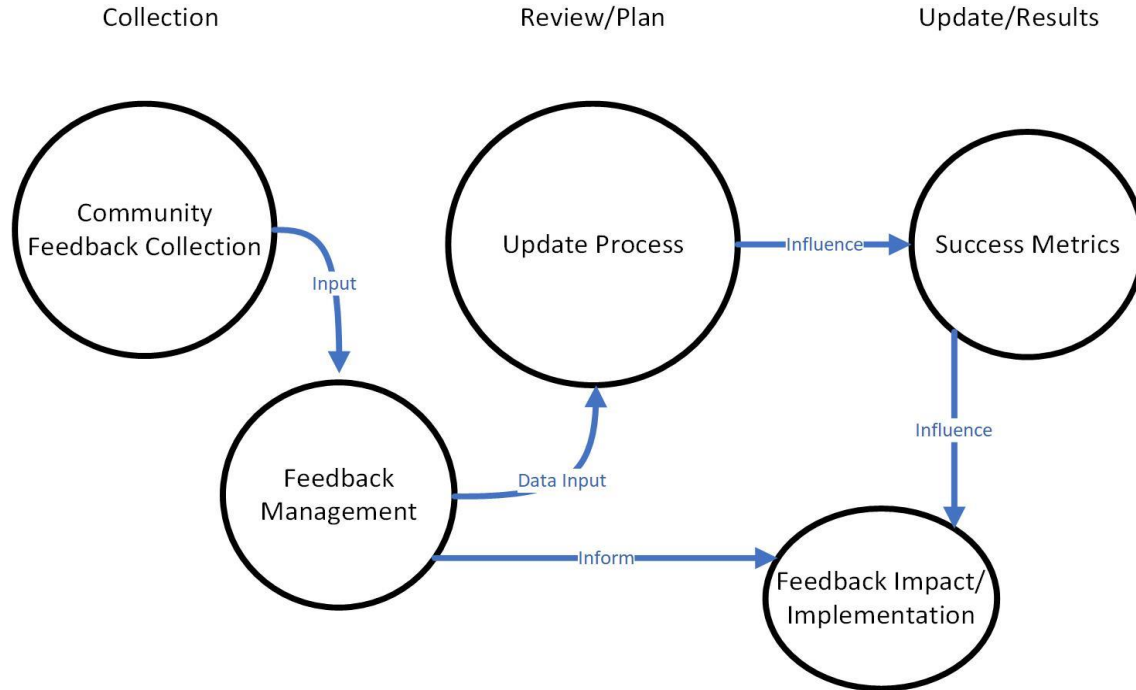 Collection
Review/Plan
Update/Results
Community
Feedback Collection
Input
Update Process
Influence
Success Metrics
Feedback
Management
Data Input
Influence
Inform
Feedback Impact/
Implementation